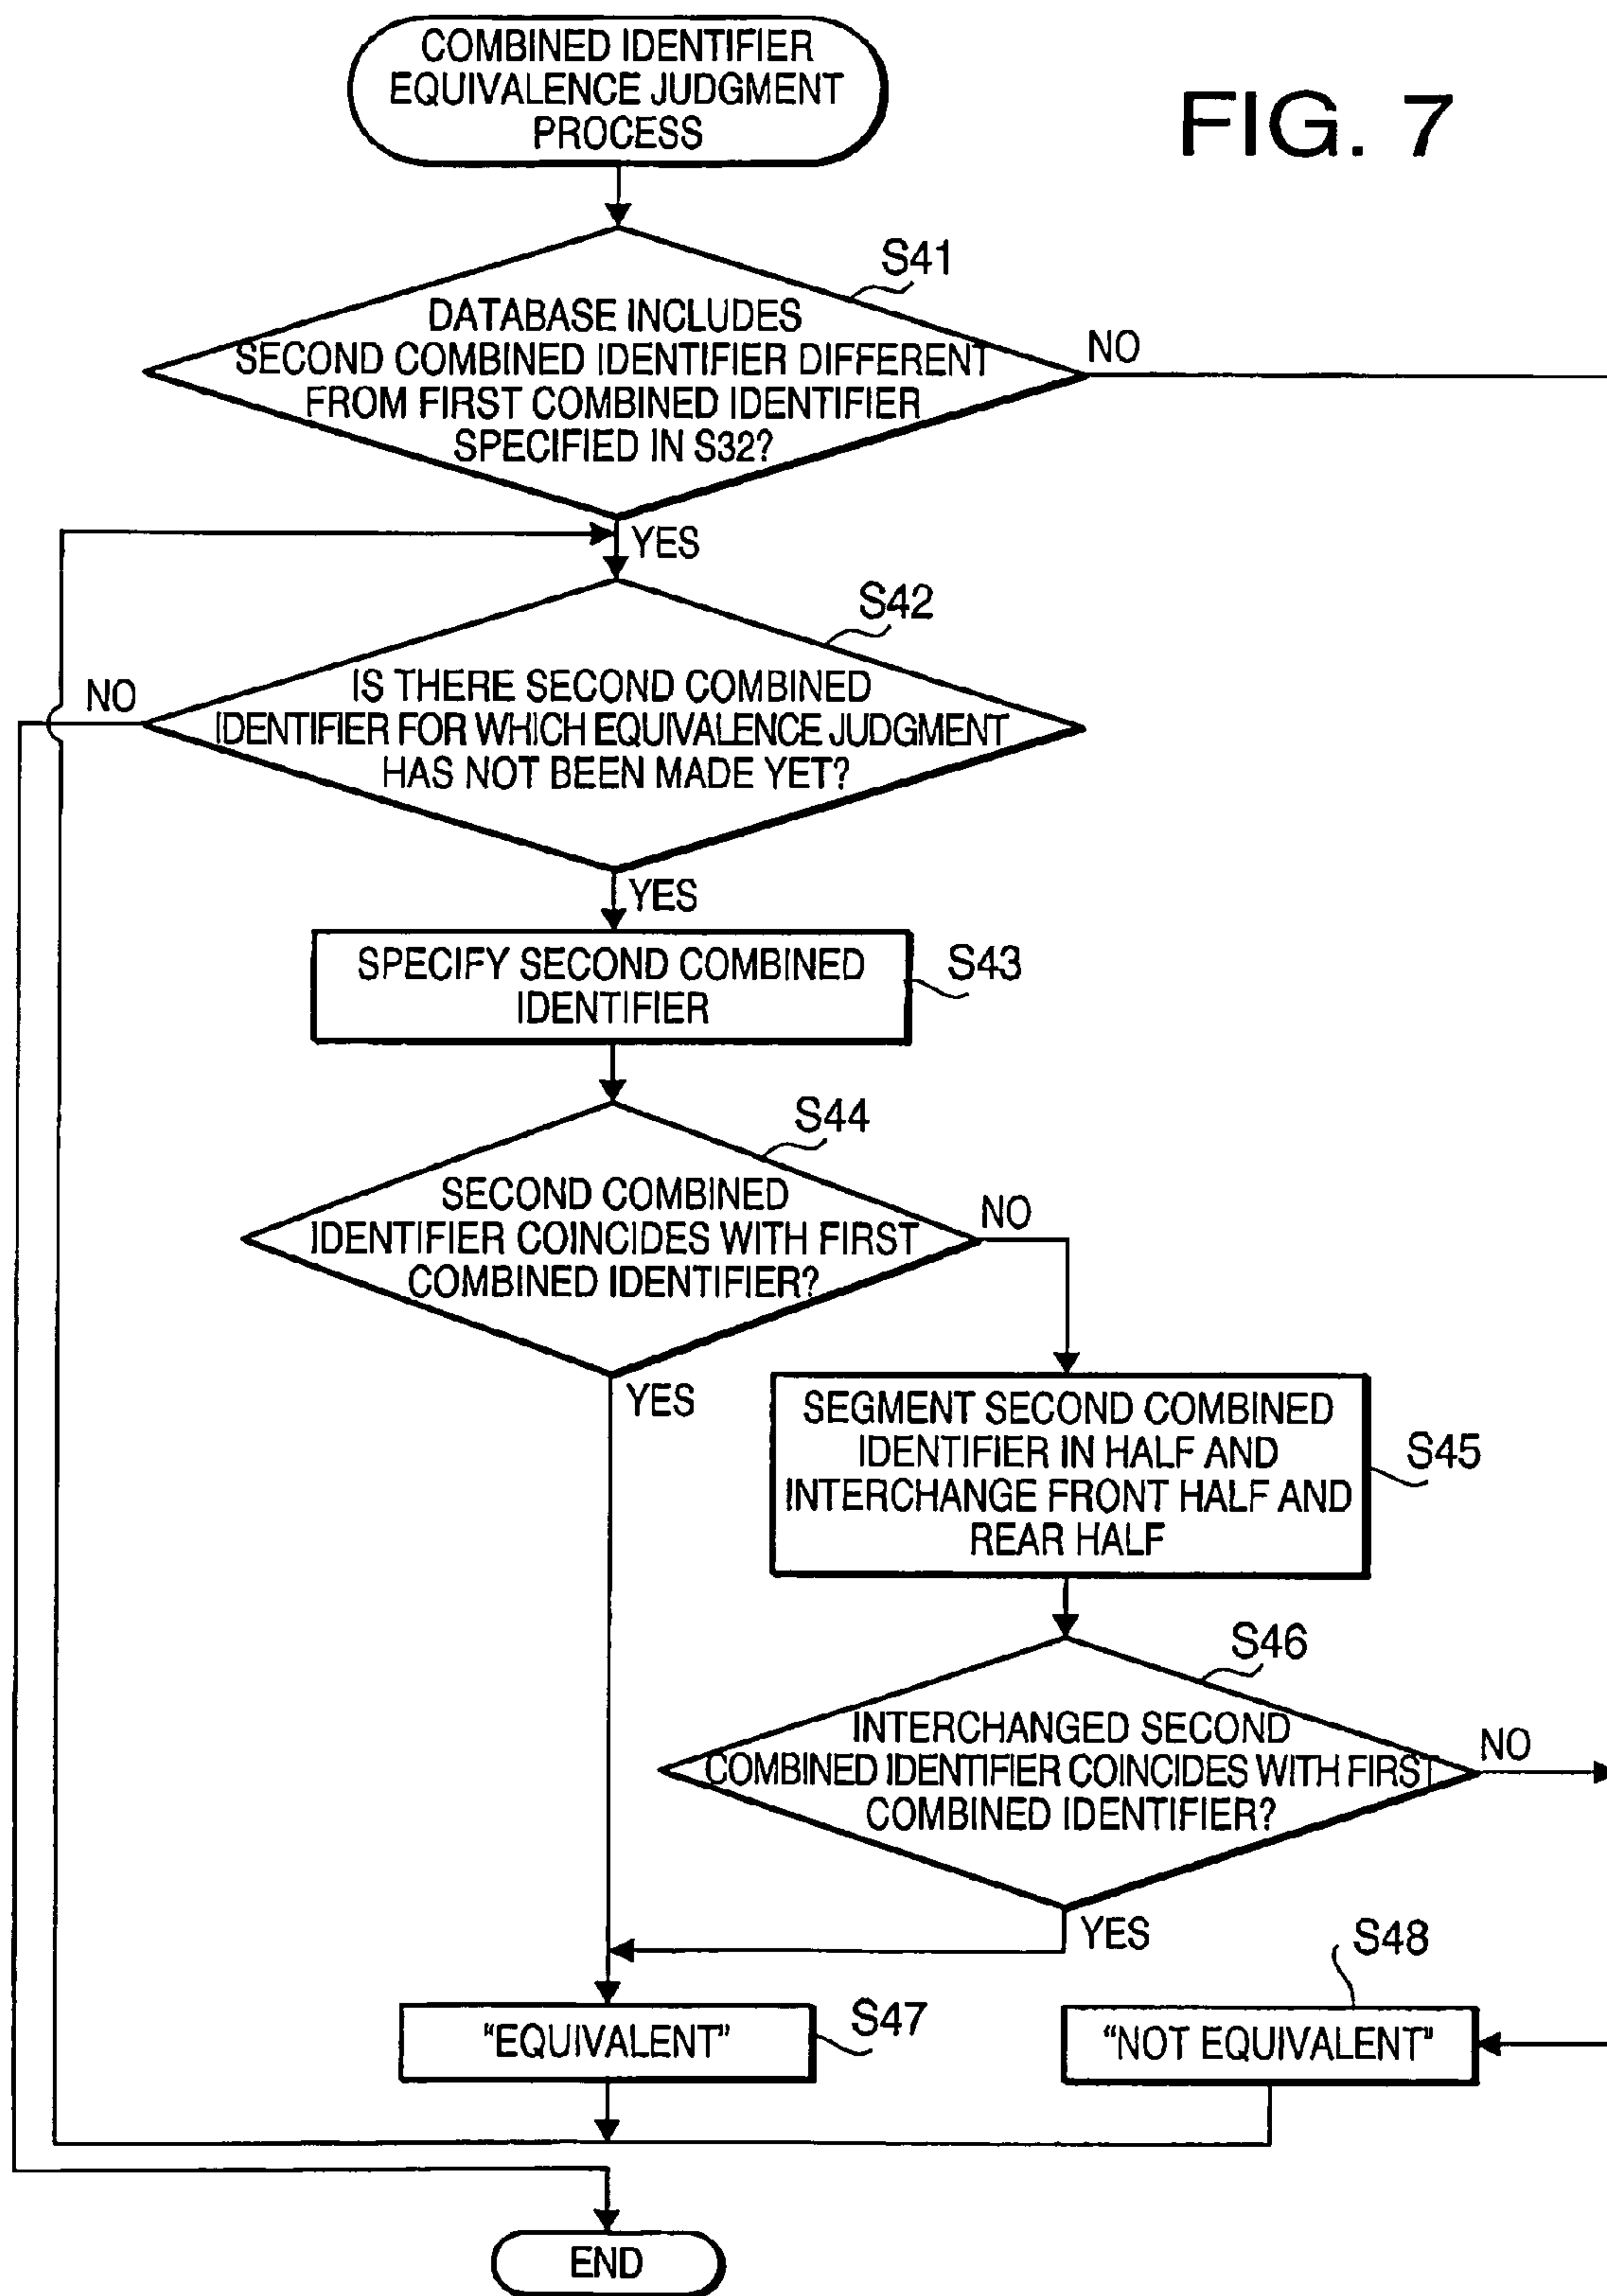 COMBINED IDENTIFIER
EQUIVALENCE JUDGMENT
PROCESS
FIG. 7
S41
DATABASE INCLUDES
SECOND COMBINED IDENTIFIER DIFFERENT
FROM FIRST COMBINED IDENTIFIER
SPECIFIED IN S32?
NO
YES
S42
IS THERE SECOND COMBINED
IDENTIFIER FOR WHICH EQUIVALENCE JUDGMENT
HAS NOT BEEN MADE YET?
NO
YES
SPECIFY SECOND COMBINED
IDENTIFIER
S43
S44
SECOND COMBINED
IDENTIFIER COINCIDES WITH FIRST
COMBINED IDENTIFIER?
NO
YES
SEGMENT SECOND COMBINED
IDENTIFIER IN HALF AND
INTERCHANGE FRONT HALF AND
REAR HALF
S45
S46
INTERCHANGED SECOND
COMBINED IDENTIFIER COINCIDES WITH FIRST
COMBINED IDENTIFIER?
NO
YES
"EQUIVALENT"
S47
S48
"NOT EQUIVALENT"
END